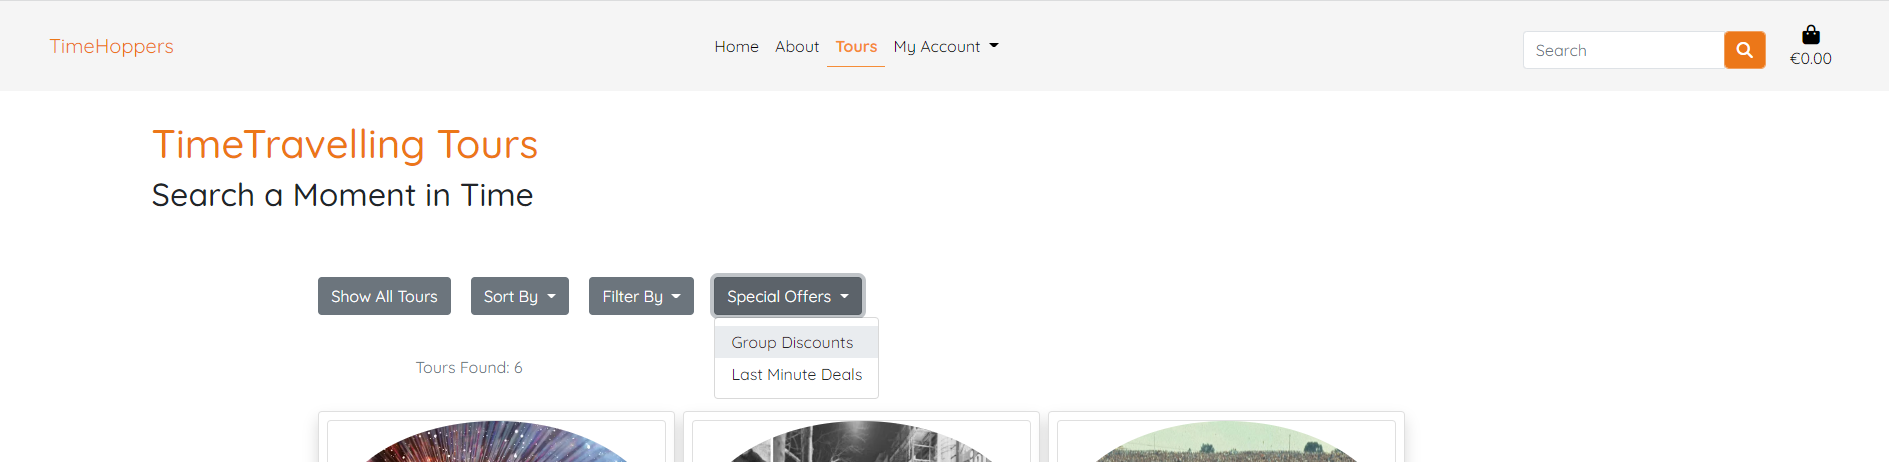 TimeHoppers
Home About Tours My Account
Search
€0.00
TimeTravelling Tours
Search a Moment in Time
Show All Tours Sort By Filter By Special Offers
Group Discounts
Last Minute Deals
Tours Found: 6